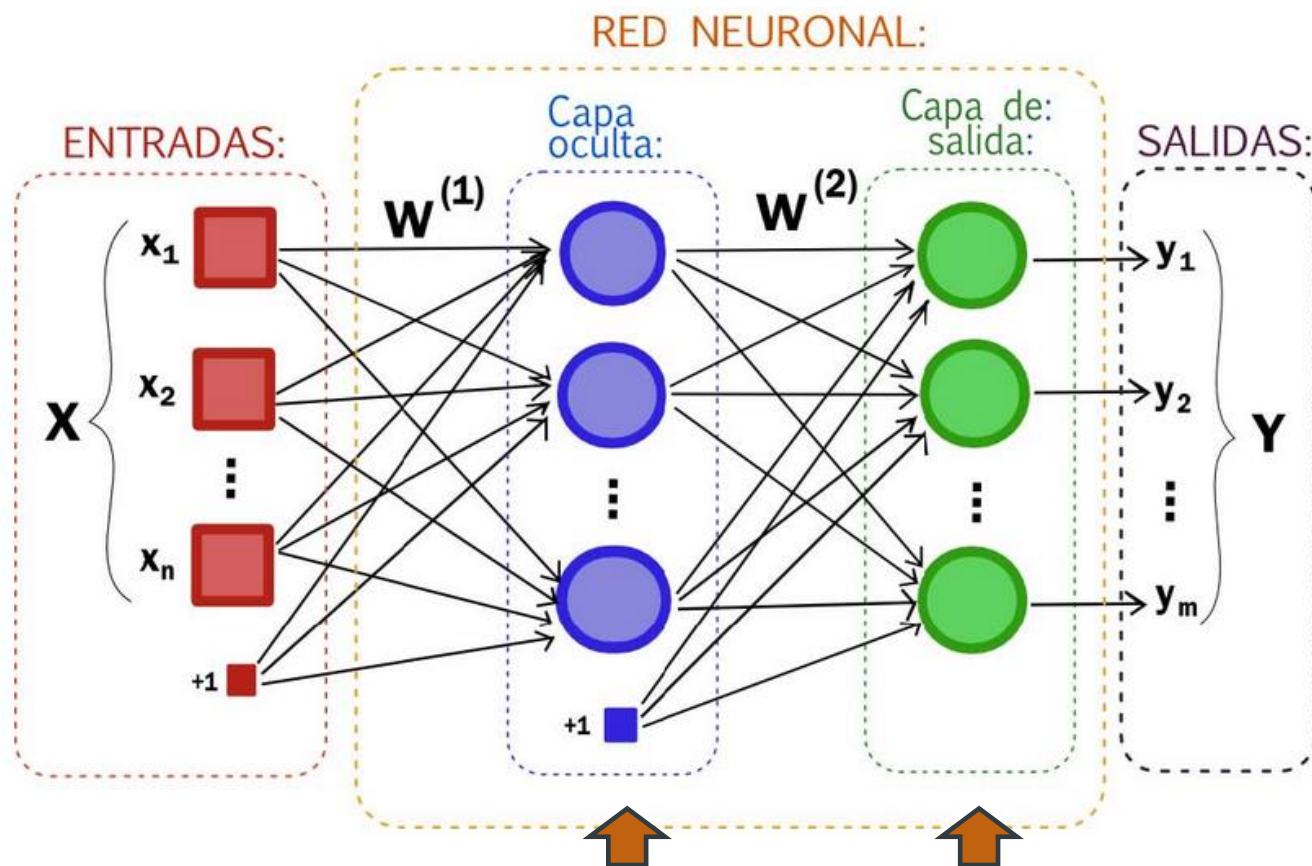 RED NEURONAL:
ENTRADAS:
Capa
oculta:
Capa de:
salida:
SALIDAS:
W(1)
W(2)
X
x1
x2
xn
+1
+1
y1
y2
ym
Y